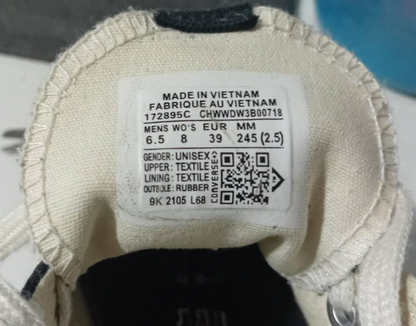 MADE IN VIETNAM
FABRIQUE AU VIETNAM
172895C CHWWDW3B00718
MENS WO'S EUR MM
6.5 8 39 245 (2.5)
GENDER: UNISEX
UPPER: TEXTILE
LINING: TEXTILE
OUTSOLE: RUBBER
9K 2105 L68
CONVERSE